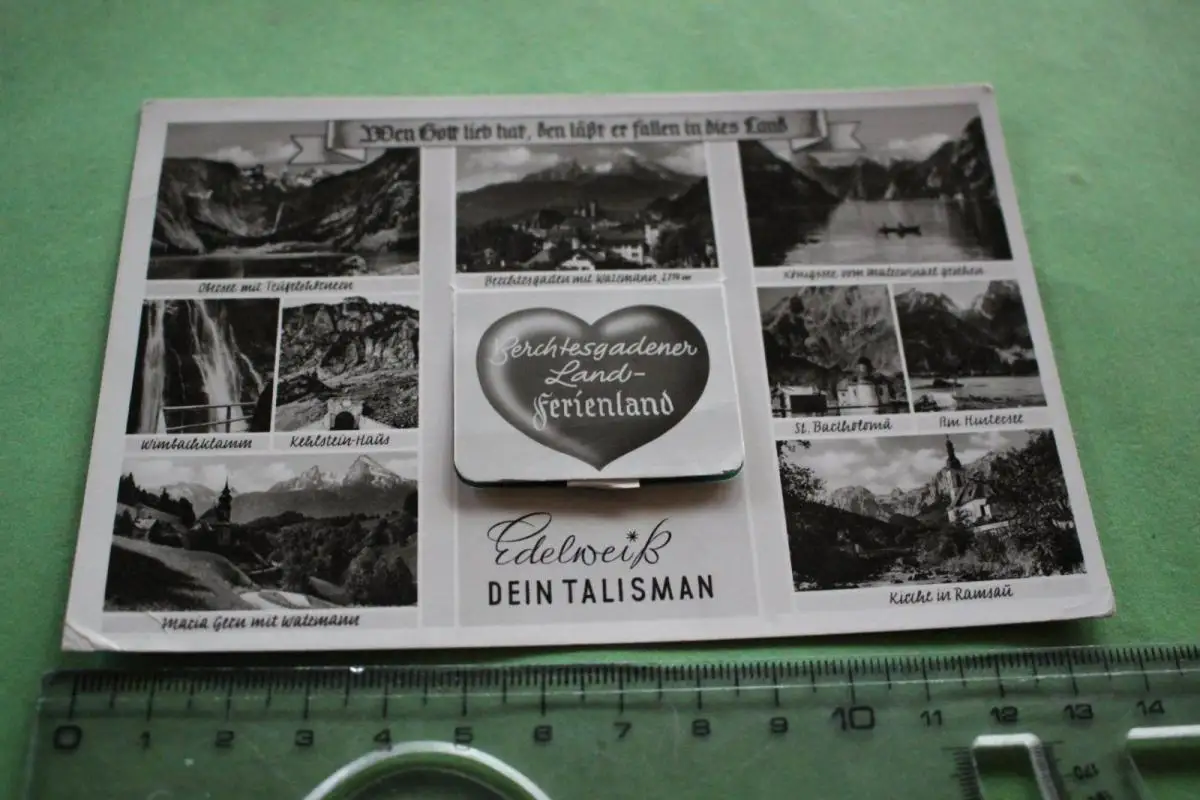 Wen Gott lieb hat, den läßt er fallen in dies Land
Obersee mit Teufelshörnern
Berchtesgaden mit Watzmann, 2714 m
Königssee vom Malerwinkel gesehen
Wimbachklamm
Kehlstein-Haus
Berchtesgadener
Land-
Ferienland
St. Bartholomä
Am Hintersee
Maria Gern mit Watzmann
Edelweiß
DEIN TALISMAN
Kirche in Ramsau
0 1 2 3 4 5 6 7 8 9 10 11 12 13 14